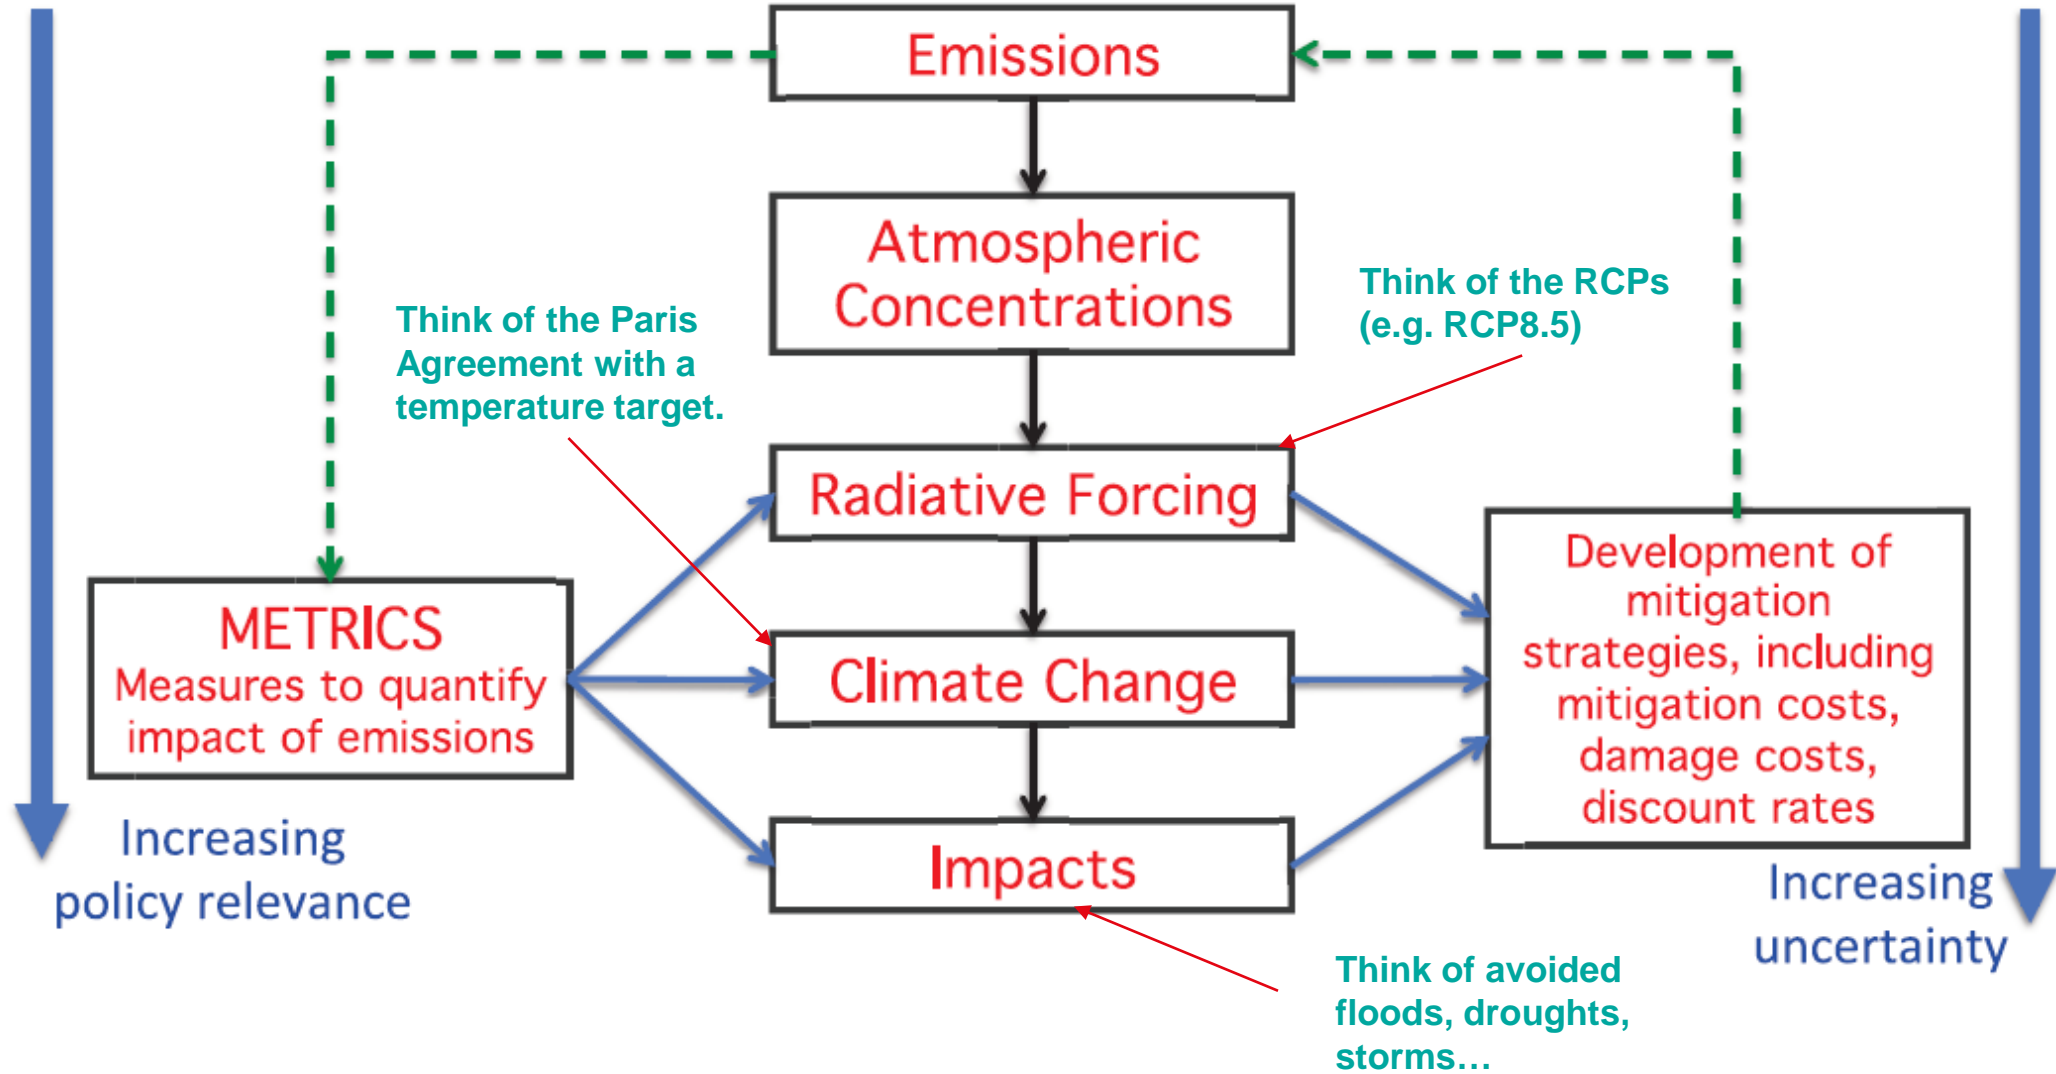 Emissions
Atmospheric
Concentrations
Think of the RCPs
(e.g. RCP8.5)
Think of the Paris
Agreement with a
temperature target.
Radiative Forcing
METRICS
Measures to quantify
impact of emissions
Climate Change
Development of
mitigation
strategies, including
mitigation costs,
damage costs,
discount rates
Impacts
Increasing
policy relevance
Increasing
uncertainty
Think of avoided
floods, droughts,
storms…